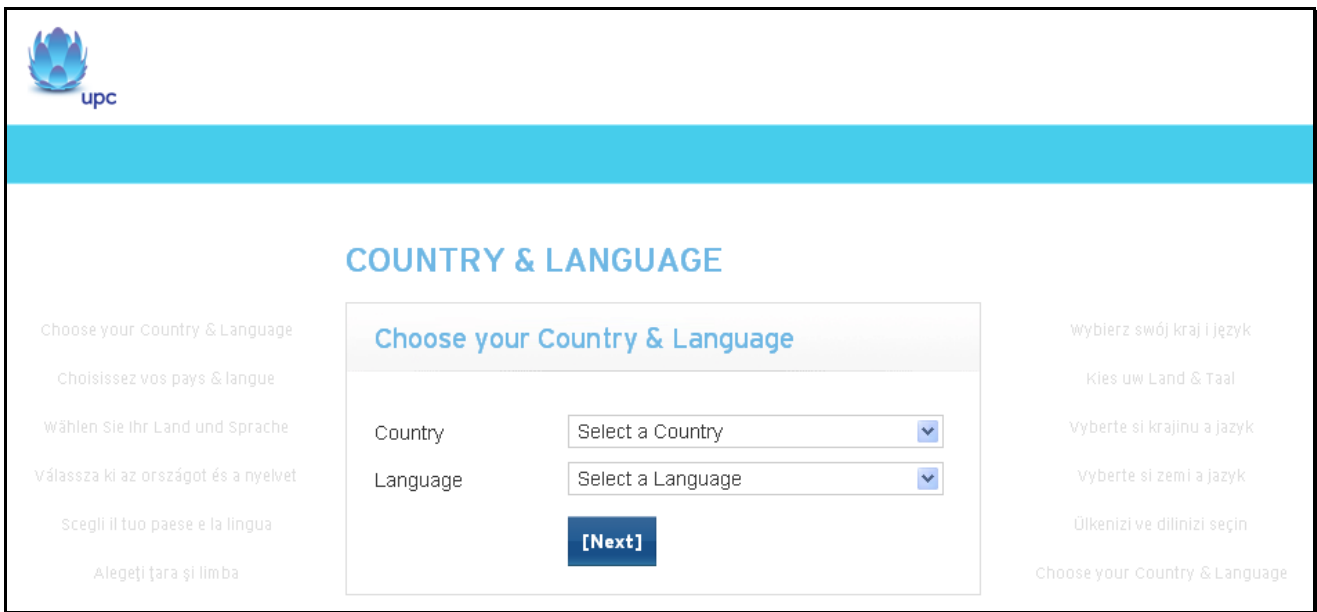 upc
COUNTRY & LANGUAGE
Choose your Country & Language
Choisissez vos pays & langue
Wählen Sie Ihr Land und Sprache
Válassza ki az országot és a nyelvet
Scegli il tuo paese e la lingua
Alegeţi ţara şi limba
Choose your Country & Language
Country Select a Country
Language Select a Language
[Next]
Wybierz swój kraj i język
Kies uw Land & Taal
Vyberte si krajinu a jazyk
Vyberte si zemi a jazyk
Ülkenizi ve dilinizi seçin
Choose your Country & Language